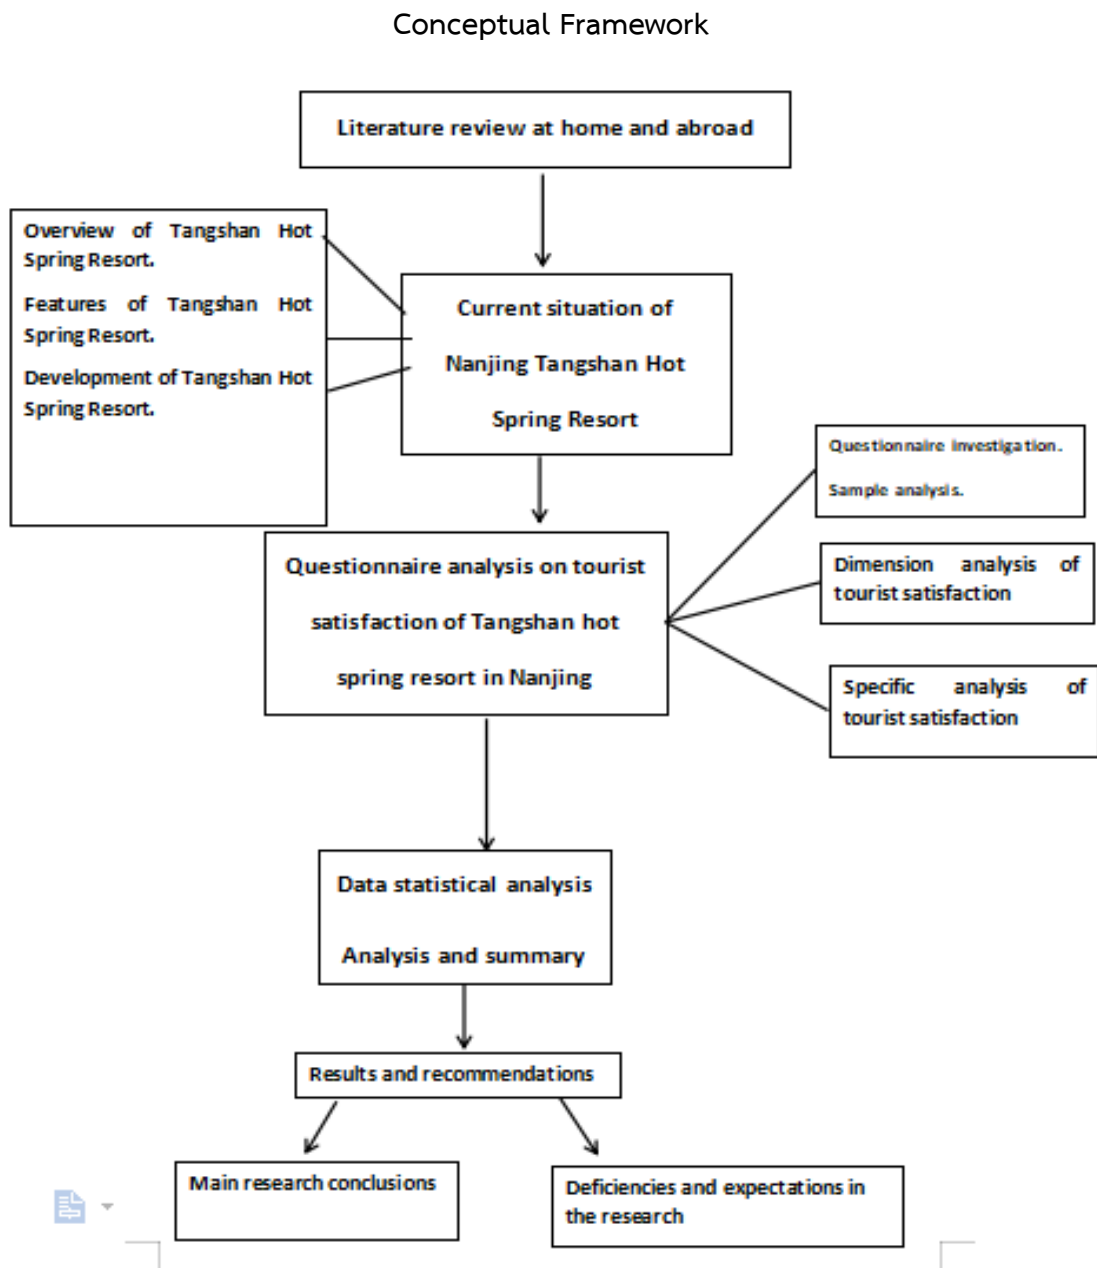 Conceptual Framework
Literature review at home and abroad
Overview of Tangshan Hot
Spring Resort.
Features of Tangshan Hot
Spring Resort.
Development of Tangshan Hot
Spring Resort.
Current situation of
Nanjing Tangshan Hot
Spring Resort
Questionnaire investigation.
Sample analysis.
Dimension analysis of
tourist satisfaction
Specific analysis of
tourist satisfaction
Questionnaire analysis on tourist
satisfaction of Tangshan hot
spring resort in Nanjing
Data statistical analysis
Analysis and summary
Results and recommendations
Main research conclusions
Deficiencies and expectations in
the research